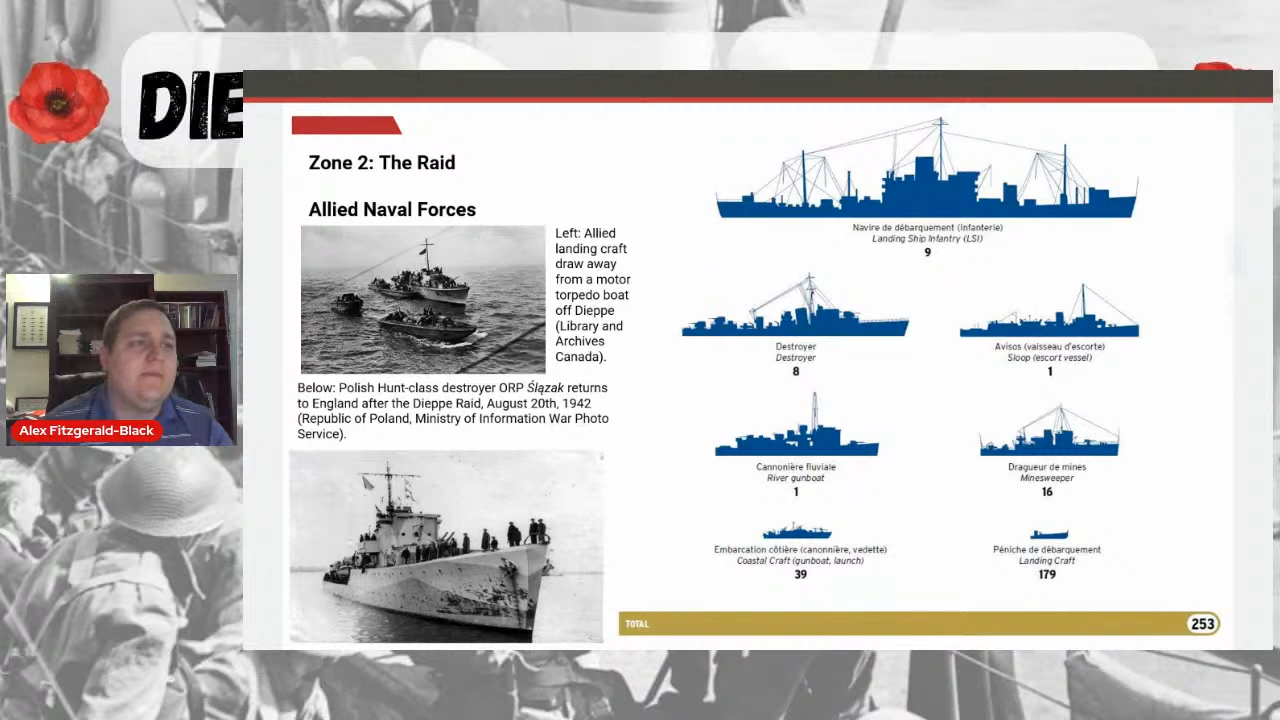 DIE
Zone 2: The Raid
Allied Naval Forces
Left: Allied
landing craft
draw away
from a motor
torpedo boat
off Dieppe
(Library and
Archives
Canada).
Below: Polish Hunt-class destroyer ORP Ślązak returns
to England after the Dieppe Raid, August 20th, 1942
(Republic of Poland, Ministry of Information War Photo
Service).
Navire de débarquement (Infanterie)
Landing Ship Infantry (LSI)
9
Destroyer
Destroyer
8
Avisos (vaisseau d'escorte)
Sloop (escort vessel)
1
Cannonière fluviale
River gunboat
1
Dragueur de mines
Minesweeper
16
Embarcation côtière (canonnière, vedette)
Coastal Craft (gunboat, launch)
39
Péniche de débarquement
Landing Craft
179
TOTAL
253
Alex Fitzgerald-Black